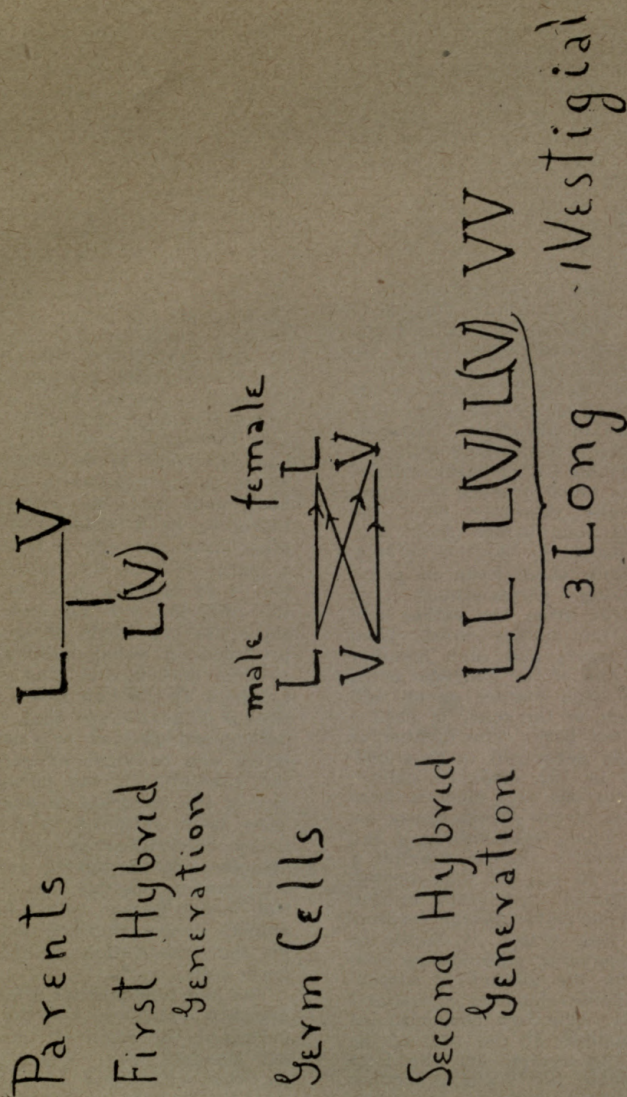 Parents L V
First Hybrid L(V)
Generation
male female
L L
Germ Cells V V
Second Hybrid LL L(V) L(V) VV
Generation
3 Long 1 Vestigial